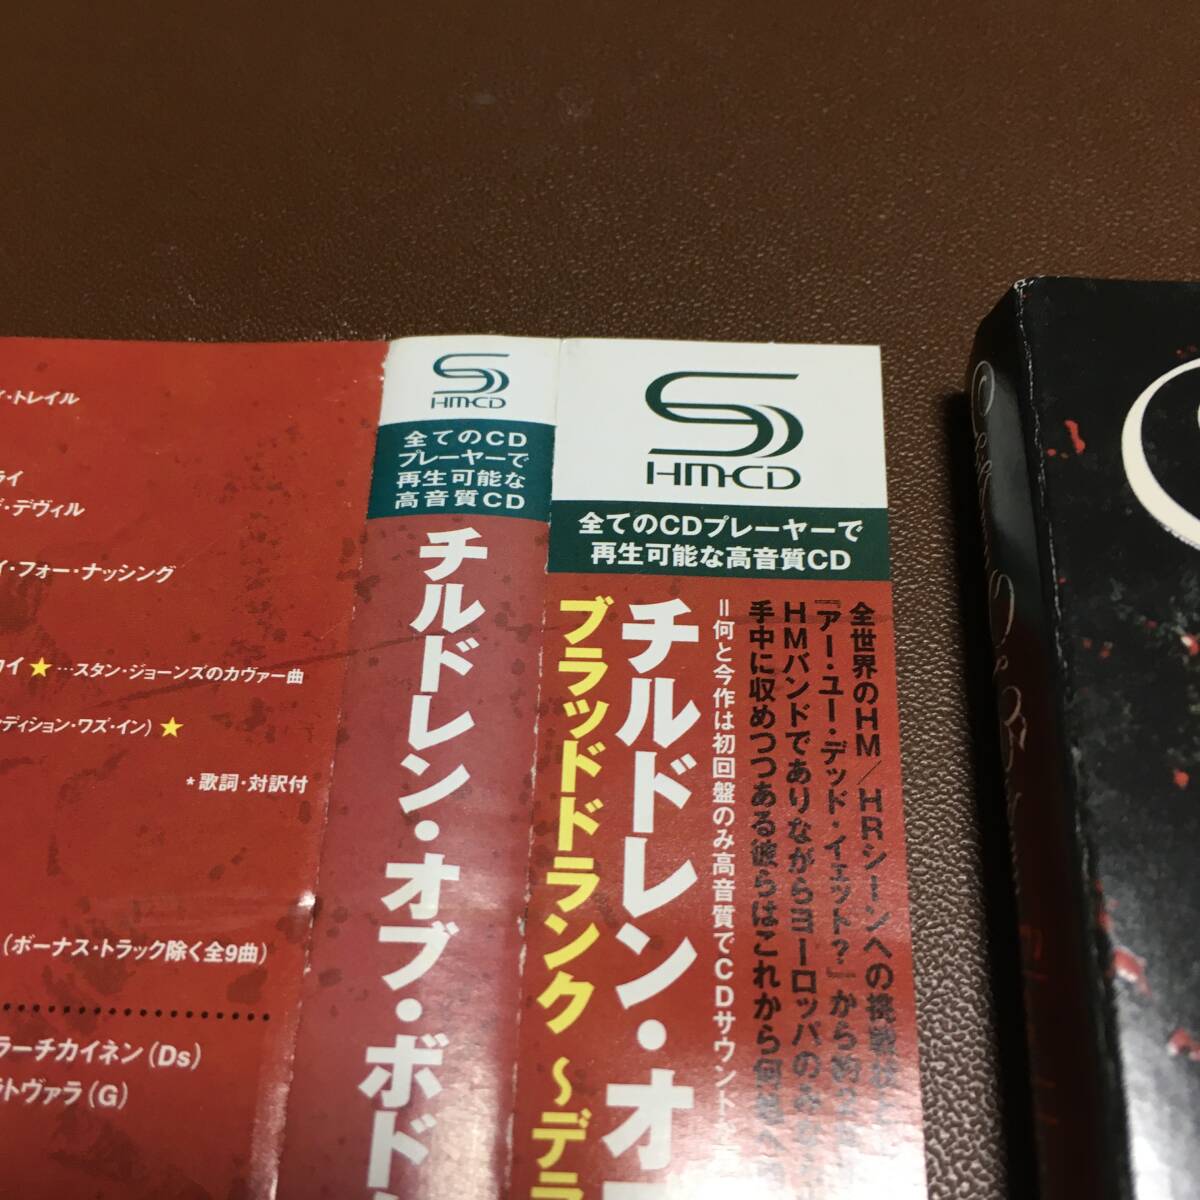 ・トレイル
ライ
・デヴィル
イ・フォー・ナッシング
カイ★…スタン・ジョーンズのカヴァー曲
ンディション・ワズ・イン)★
*歌詞・対訳付
(ボーナス・トラック除く全9曲)
ラーチカイネン(Ds)
ラトヴァラ(G)
HM-CD
全てのCD
プレーヤーで
再生可能な
高音質CD
チルドレン・オブ・ボド
HM-CD
全てのCDプレーヤーで
再生可能な高音質CD
全世界のHM/HRシーンへの挑戦状と
『アー・ユー・デッド・イェット?』から約
HMバンドでありながらヨーロッパのみな
手中に収めつつある彼らはこれから何処へ
=何と今作は初回盤のみ高音質でCDサウンド
チルドレン・オ
ブラッドドランク ~デラ